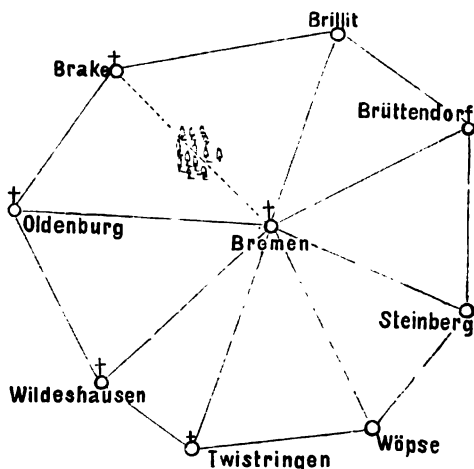 Brillit
Brake
Brüttendorf
Oldenburg
Bremen
Steinberg
Wildeshausen
Wöpse
Twistringen